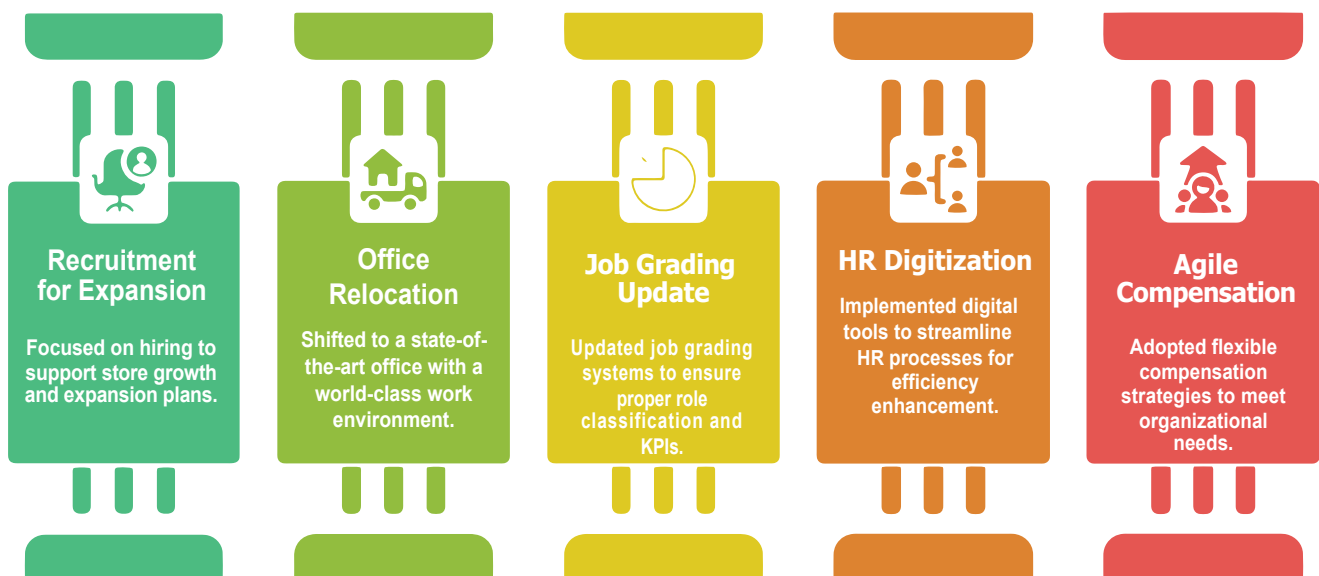 Recruitment
for Expansion
Focused on hiring to
support store growth
and expansion plans.
Office
Relocation
Shifted to a state-of-
the-art office with a
world-class work
environment.
Job Grading
Update
Updated job grading
systems to ensure
proper role
classification and
KPIs.
HR Digitization
Implemented digital
tools to streamline
HR processes for
efficiency
enhancement.
Agile
Compensation
Adopted flexible
compensation
strategies to meet
organizational
needs.